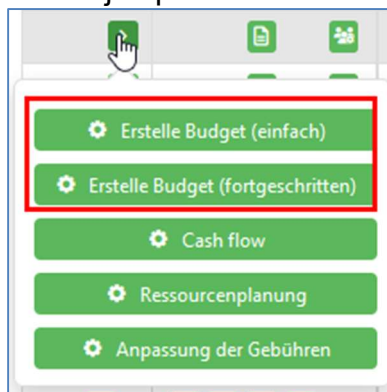 Erstelle Budget (einfach)
Erstelle Budget (fortgeschritten)
Cash flow
Ressourcenplanung
Anpassung der Gebühren